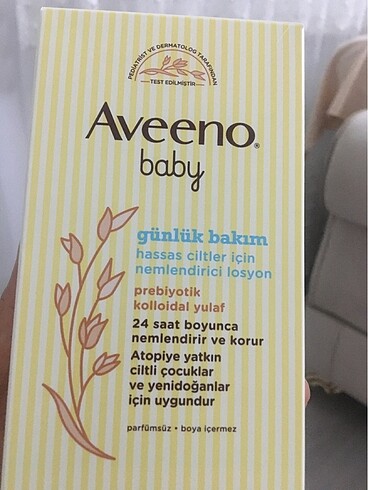 PEDİATRİST VE DERMATOLOG TARAFINDAN
TEST EDİLMİŞTİR
Aveeno®
baby
günlük bakım
hassas ciltler için
nemlendirici losyon
prebiyotik
kolloidal yulaf
24 saat boyunca
nemlendirir ve korur
Atopiye yatkın
ciltli çocuklar
ve yenidoğanlar
için uygundur
parfümsüz • boya içermez